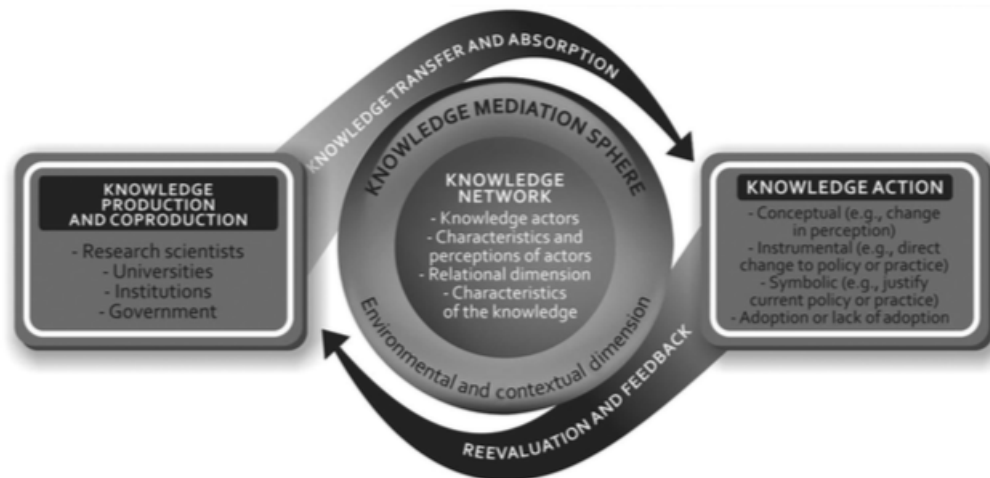 KNOWLEDGE TRANSFER AND ABSORPTION
KNOWLEDGE
PRODUCTION
AND COPRODUCTION
- Research scientists
- Universities
- Institutions
- Government
KNOWLEDGE MEDIATION SPHERE
KNOWLEDGE
NETWORK
- Knowledge actors
- Characteristics and
perceptions of actors
- Relational dimension
- Characteristics
of the knowledge
Environmental and contextual dimension
KNOWLEDGE ACTION
- Conceptual (e.g., change
in perception)
- Instrumental (e.g., direct
change to policy or practice)
- Symbolic (e.g., justify
current policy or practice)
- Adoption or lack of adoption
REEVALUATION AND FEEDBACK